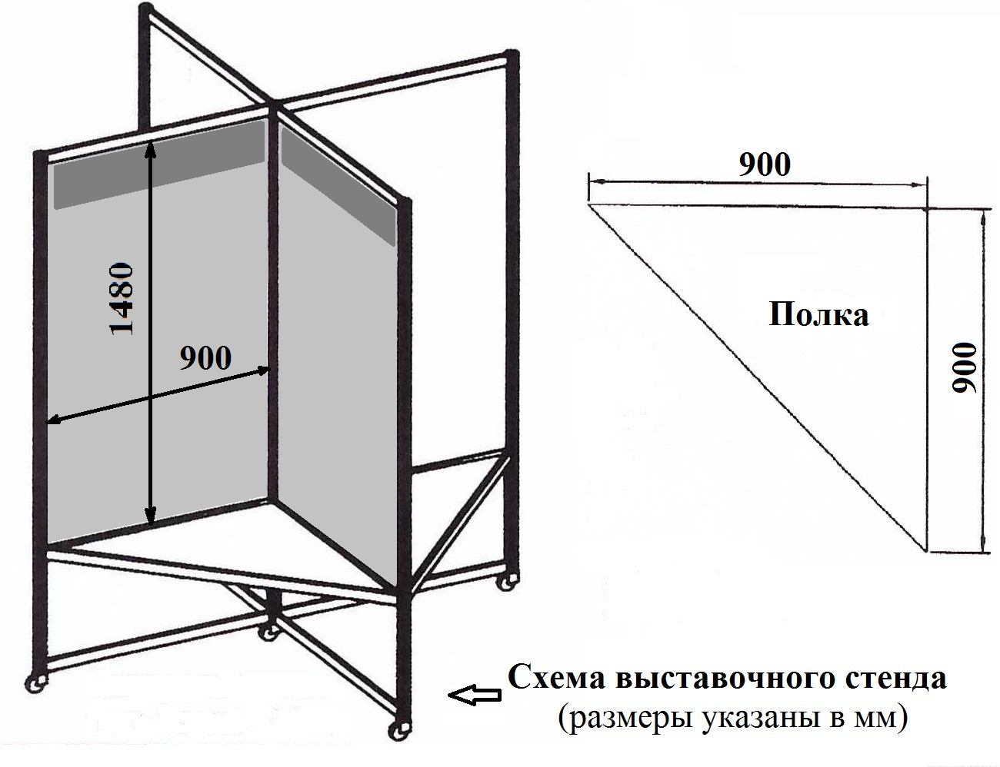 900
1480
900
Полка
900
Схема выставочного стенда
(размеры указаны в мм)